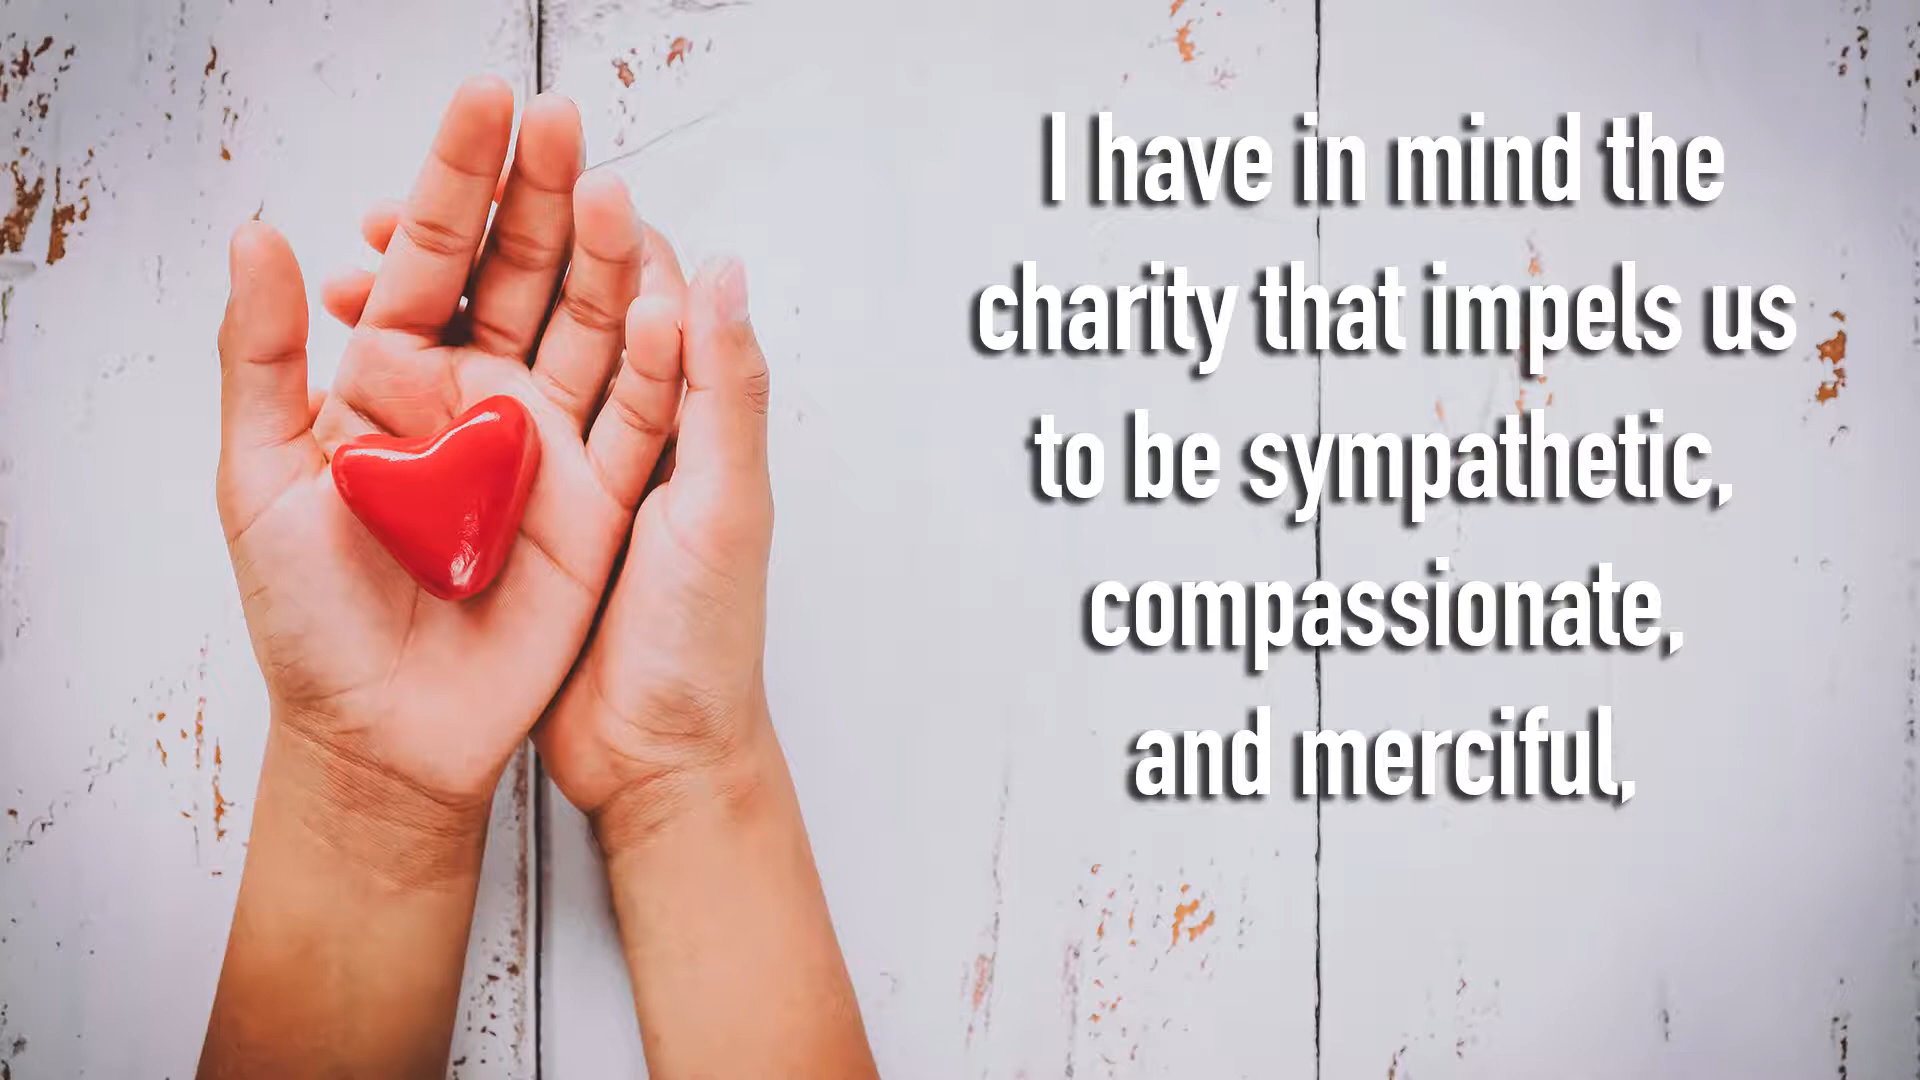 I have in mind the
charity that impels us
to be sympathetic,
compassionate,
and merciful,